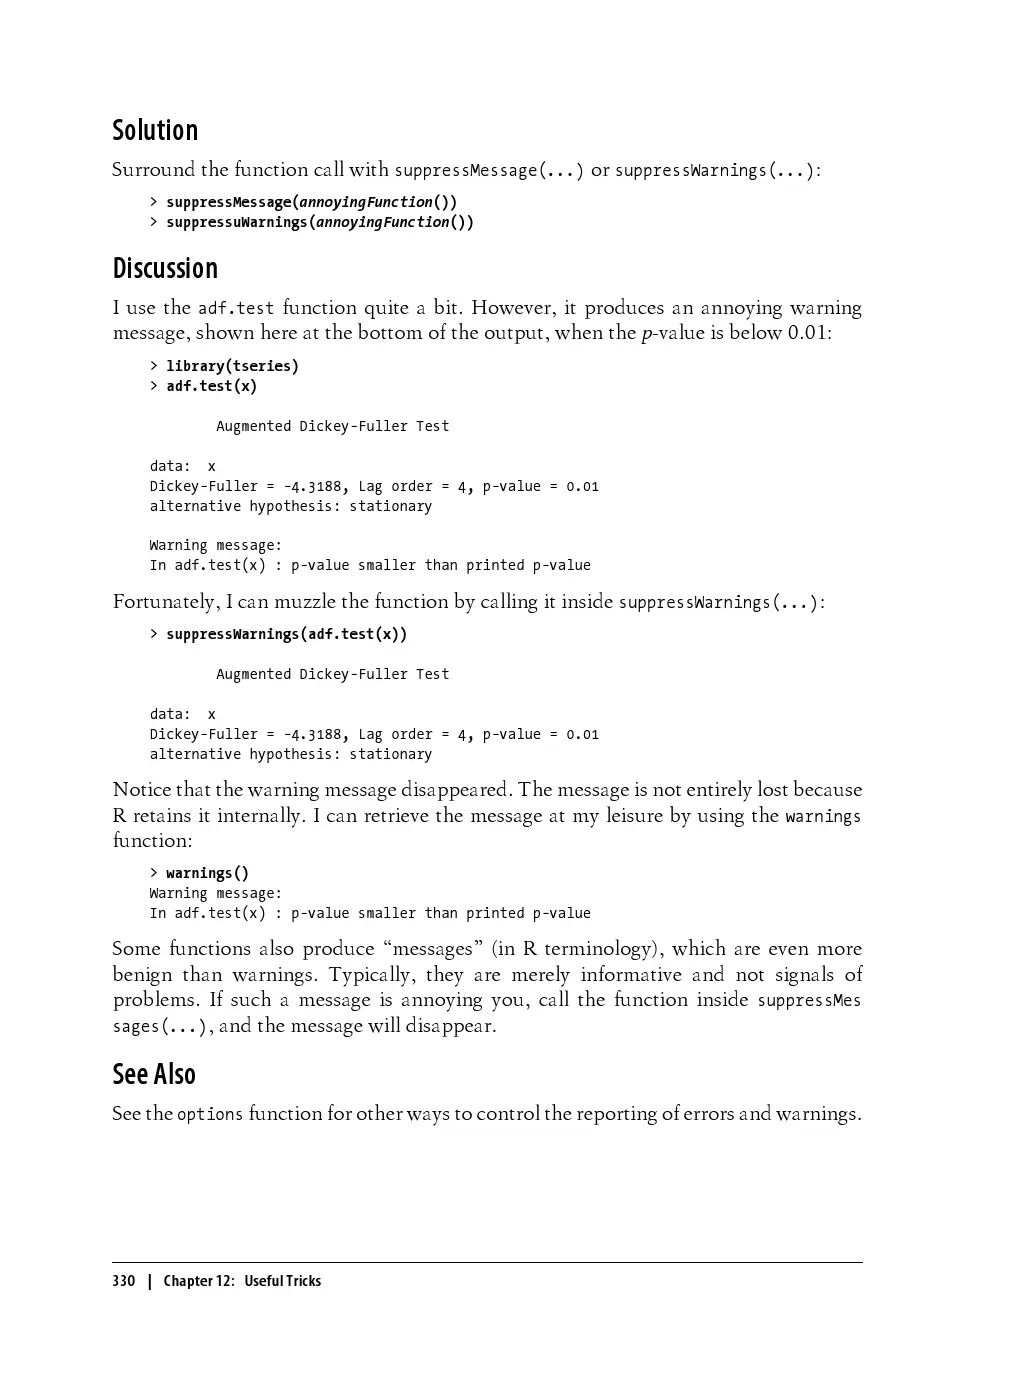 Solution
Surround the function call with suppressMessage(...) or suppressWarnings(...):
> suppressMessage(annoyingFunction())
> suppressuWarnings(annoyingFunction())
Discussion
I use the adf.test function quite a bit. However, it produces an annoying warning
message, shown here at the bottom of the output, when the p-value is below 0.01:
> library(tseries)
> adf.test(x)
Augmented Dickey-Fuller Test
data:  x
Dickey-Fuller = -4.3188, Lag order = 4, p-value = 0.01
alternative hypothesis: stationary
Warning message:
In adf.test(x) : p-value smaller than printed p-value
Fortunately, I can muzzle the function by calling it inside suppressWarnings(...):
> suppressWarnings(adf.test(x))
Augmented Dickey-Fuller Test
data:  x
Dickey-Fuller = -4.3188, Lag order = 4, p-value = 0.01
alternative hypothesis: stationary
Notice that the warning message disappeared. The message is not entirely lost because
R retains it internally. I can retrieve the message at my leisure by using the warnings
function:
> warnings()
Warning message:
In adf.test(x) : p-value smaller than printed p-value
Some functions also produce “messages” (in R terminology), which are even more
benign than warnings. Typically, they are merely informative and not signals of
problems. If such a message is annoying you, call the function inside suppressMes
sages(...), and the message will disappear.
See Also
See the options function for other ways to control the reporting of errors and warnings.
330 | Chapter 12: Useful Tricks